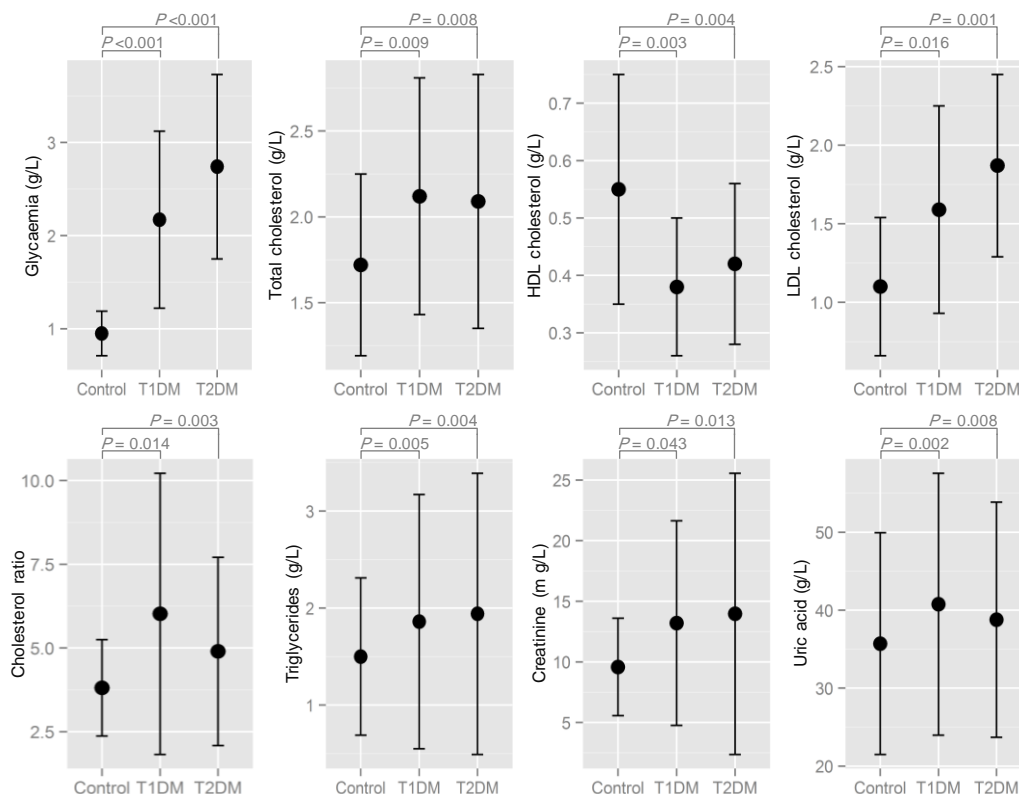 P<0.001
P<0.001
Glycaemia (g/L)
3
2
1
Control T1DM T2DM
P = 0.008
P = 0.009
Total cholesterol (g/L)
2.5
2.0
1.5
Control T1DM T2DM
P = 0.004
P = 0.003
HDL cholesterol (g/L)
0.7
0.6
0.5
0.4
0.3
Control T1DM T2DM
P = 0.001
P = 0.016
LDL cholesterol (g/L)
2.5
2.0
1.5
1.0
Control T1DM T2DM
P = 0.003
P = 0.014
Cholesterol ratio
10.0
7.5
5.0
2.5
Control T1DM T2DM
P = 0.004
P = 0.005
Triglycerides (g/L)
3
2
1
Control T1DM T2DM
P = 0.013
P = 0.043
Creatinine (m g/L)
25
20
15
10
5
Control T1DM T2DM
P = 0.008
P = 0.002
Uric acid (g/L)
50
40
30
20
Control T1DM T2DM